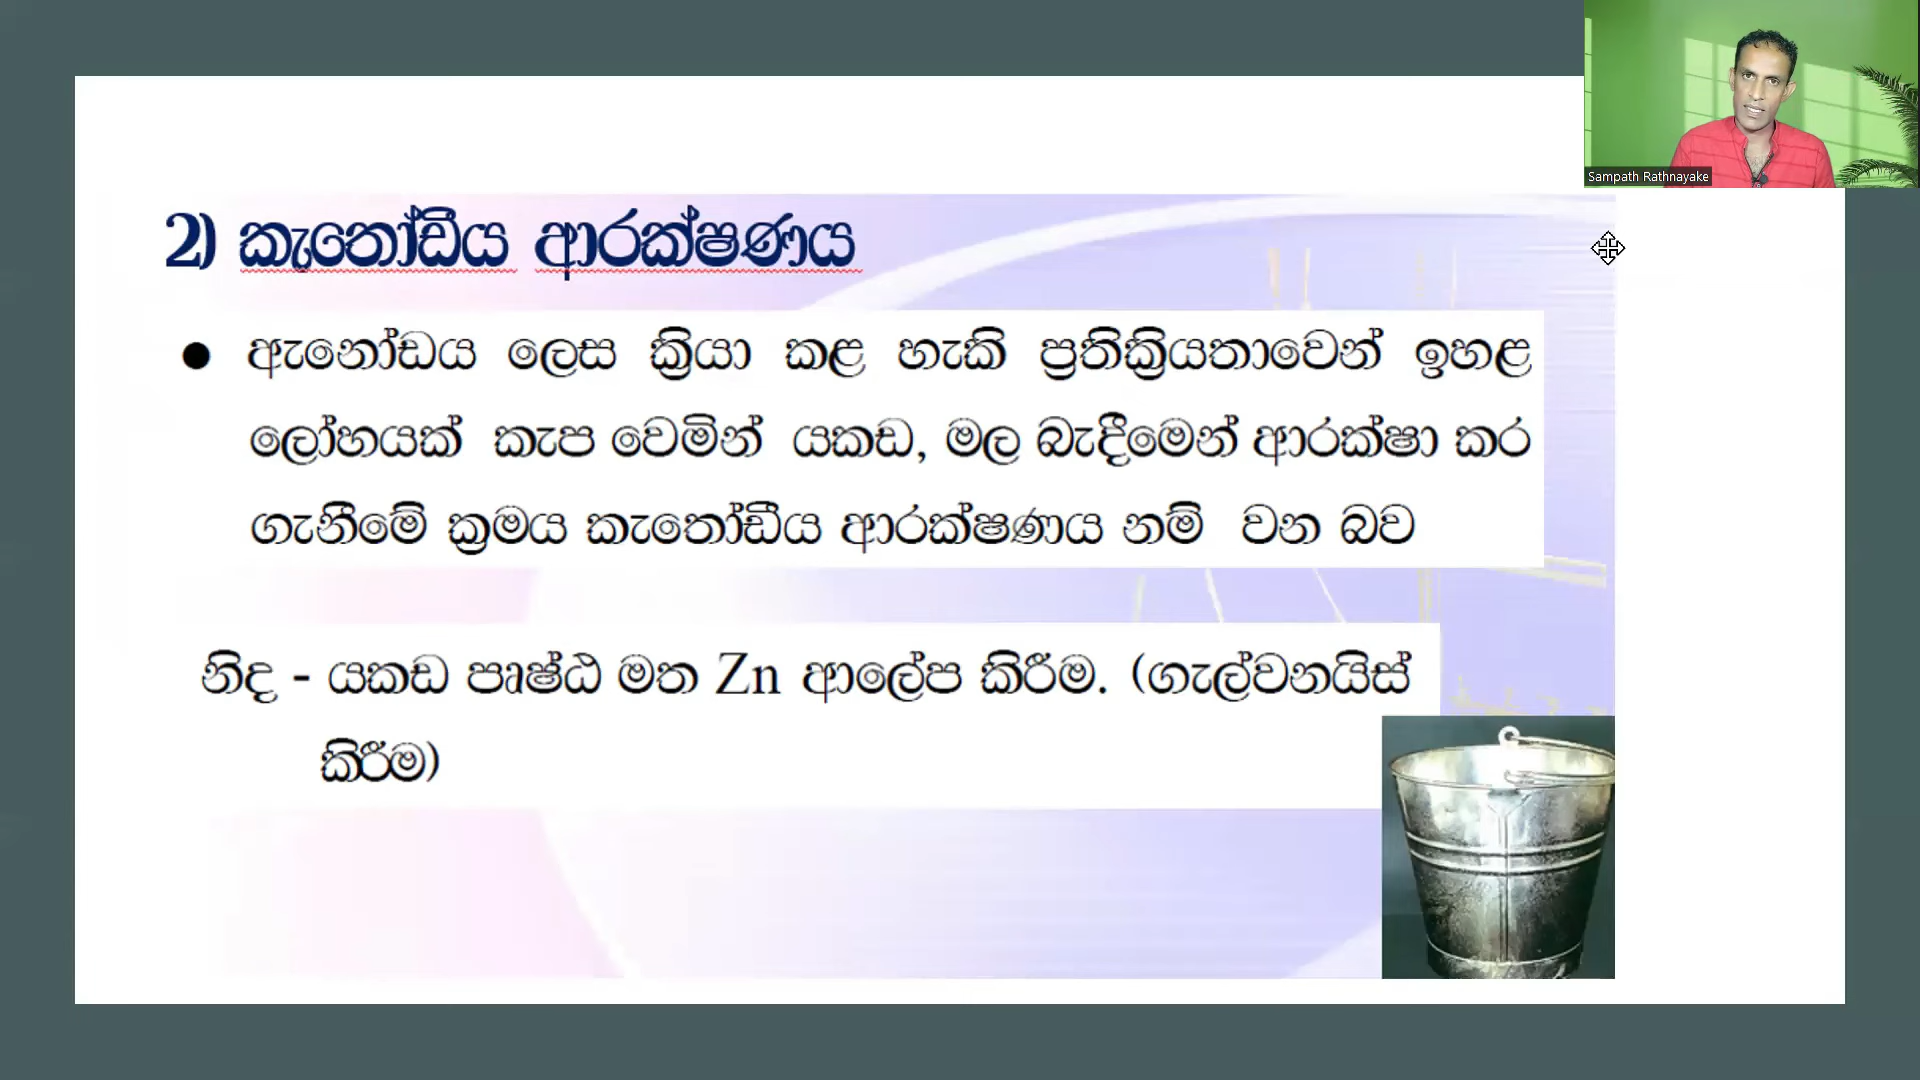 Sampath Rathnayake
2) කැතෝඩීය ආරක්ෂණය
● ඇනෝඩය ලෙස ක්‍රියා කළ හැකි ප්‍රතික්‍රියතාවෙන් ඉහළ
ලෝහයක් කැප වෙමින් යකඩ, මල බැදීමෙන් ආරක්ෂා කර
ගැනීමේ ක්‍රමය කැතෝඩීය ආරක්ෂණය නම් වන බව
නිද - යකඩ පෘෂ්ඨ මත Zn ආලේප කිරීම. (ගැල්වනයිස්
කිරීම)